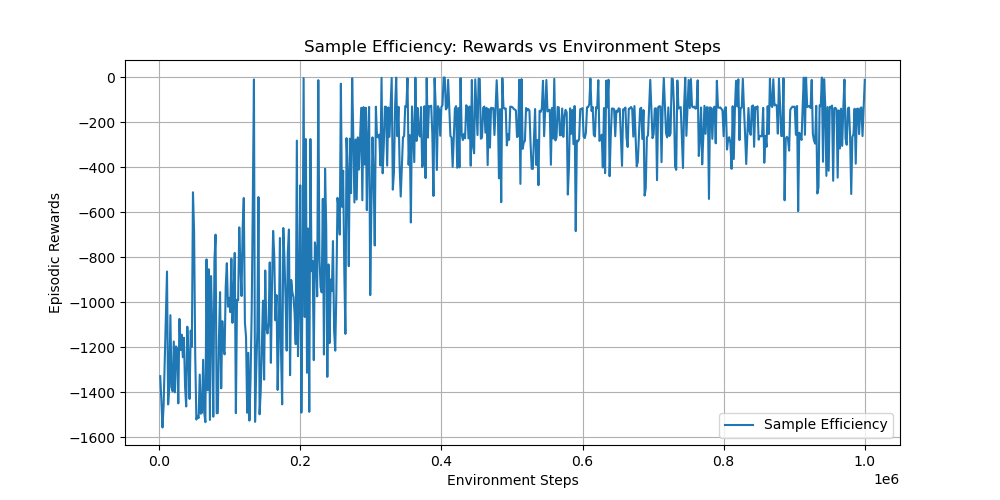 Sample Efficiency: Rewards vs Environment Steps
Episodic Rewards
0
−200
−400
−600
−800
−1000
−1200
−1400
−1600
Sample Efficiency
0.0 0.2 0.4 0.6 0.8 1.0
1e6
Environment Steps